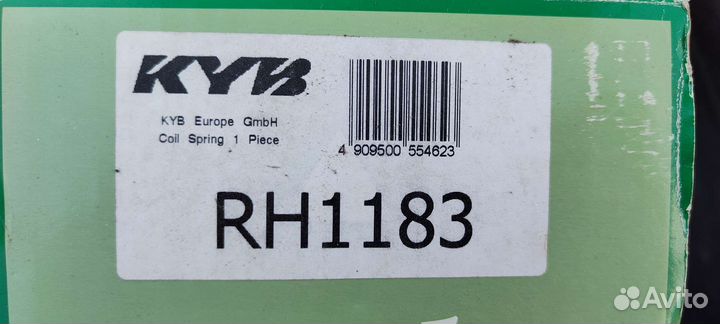 KYB
KYB Europe GmbH
Coil Spring 1 Piece
4 909500 554623
RH1183
Avito